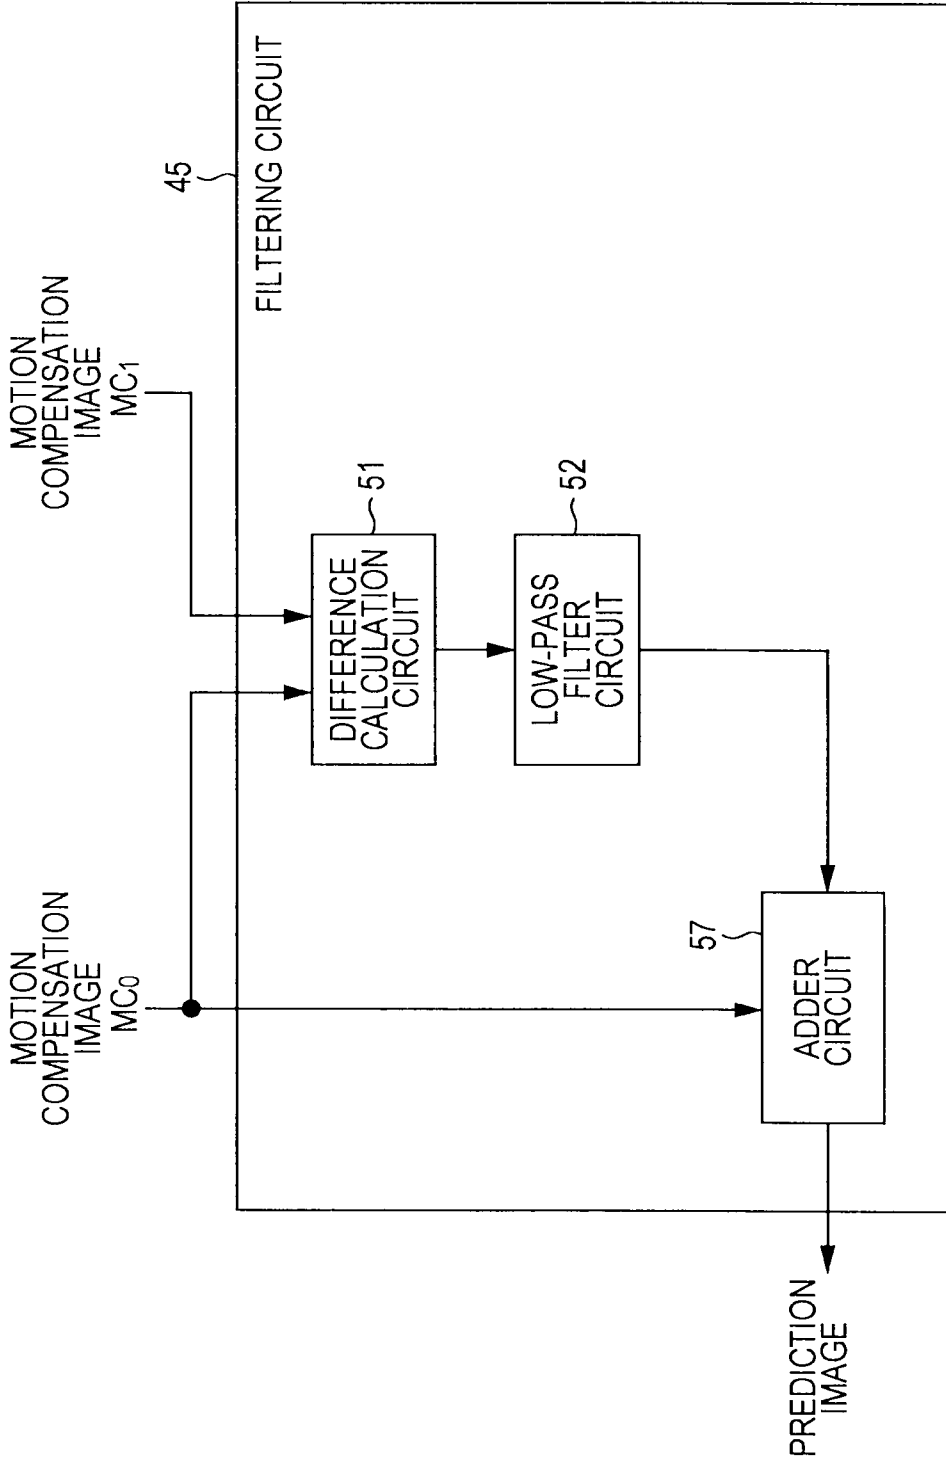 MOTION
COMPENSATION
IMAGE
MC₀
MOTION
COMPENSATION
IMAGE
MC₁
45
FILTERING CIRCUIT
51
DIFFERENCE
CALCULATION
CIRCUIT
52
LOW-PASS
FILTER
CIRCUIT
57
ADDER
CIRCUIT
PREDICTION
IMAGE